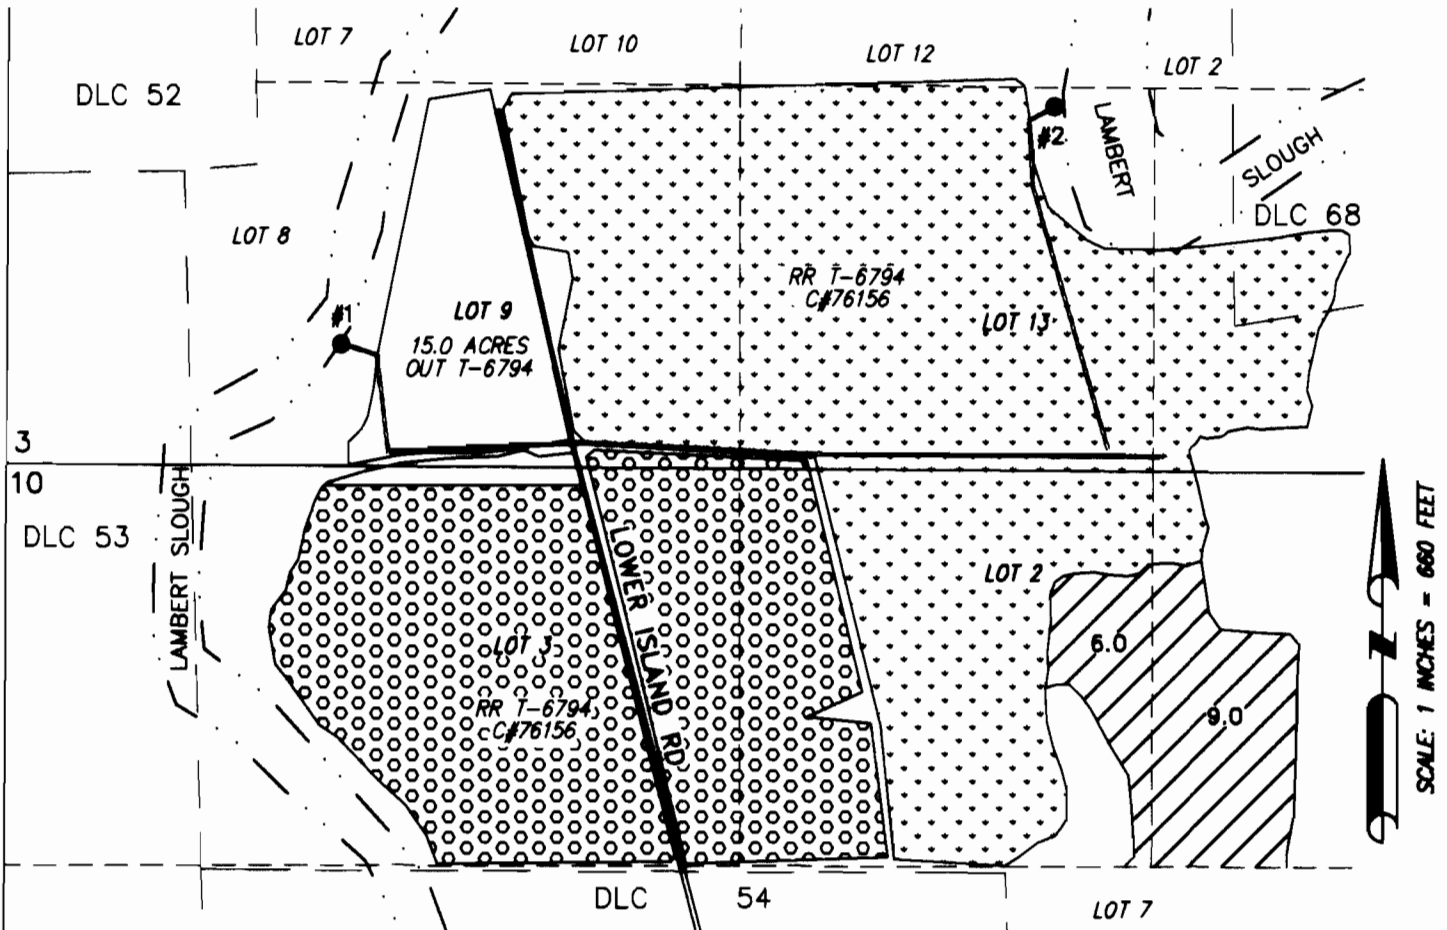 LOT 7
LOT 10
LOT 12
LOT 2
DLC 52
#2
LAMBERT
SLOUGH
DLC 68
LOT 8
RR T-6794
C#76156
#1
LOT 9
LOT 13
15.0 ACRES
OUT T-6794
3
10
DLC 53
LAMBERT SLOUGH
LOWER ISLAND RD
LOT 2
LOT 3
6.0
RR T-6794
C#76156
9.0
Z
SCALE: 1 INCHES = 660 FEET
DLC 54
LOT 7